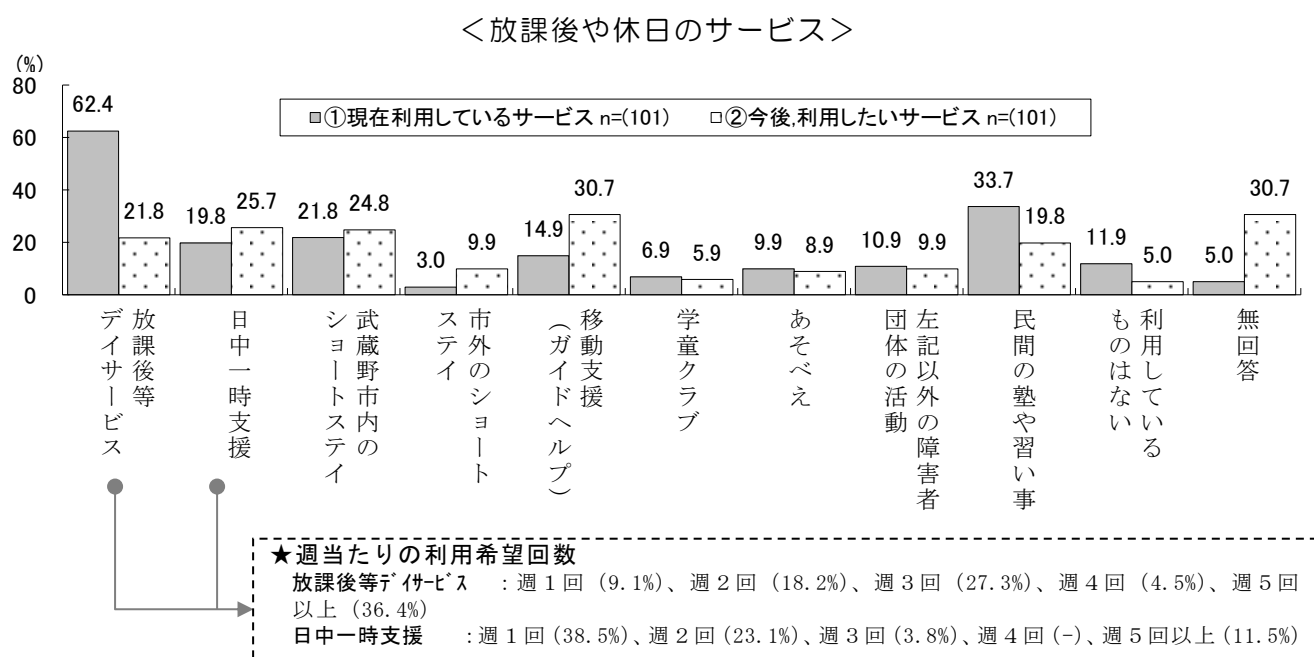 ＜放課後や休日のサービス＞
(%)
80
60
40
20
0
■①現在利用しているサービス n=(101) □②今後,利用したいサービス n=(101)
62.4 21.8
19.8 25.7
21.8 24.8
3.0 9.9
14.9 30.7
6.9 5.9
9.9 8.9
10.9 9.9
33.7 19.8
11.9 5.0
5.0 30.7
放課後等
デイサービス
日中一時支援
武蔵野市内の
ショートステイ
市外のショート
ステイ
移動支援
（ガイドヘルプ）
学童クラブ
あそべえ
左記以外の障害者
団体の活動
民間の塾や習い事
利用している
ものはない
無回答
★週当たりの利用希望回数
放課後等ﾃﾞｲｻｰﾋﾞｽ ：週１回（9.1%）、週２回（18.2%）、週３回（27.3%）、週４回（4.5%）、週５回
以上（36.4%）
日中一時支援 ：週１回（38.5%）、週２回（23.1%）、週３回（3.8%）、週４回（-）、週５回以上（11.5%）